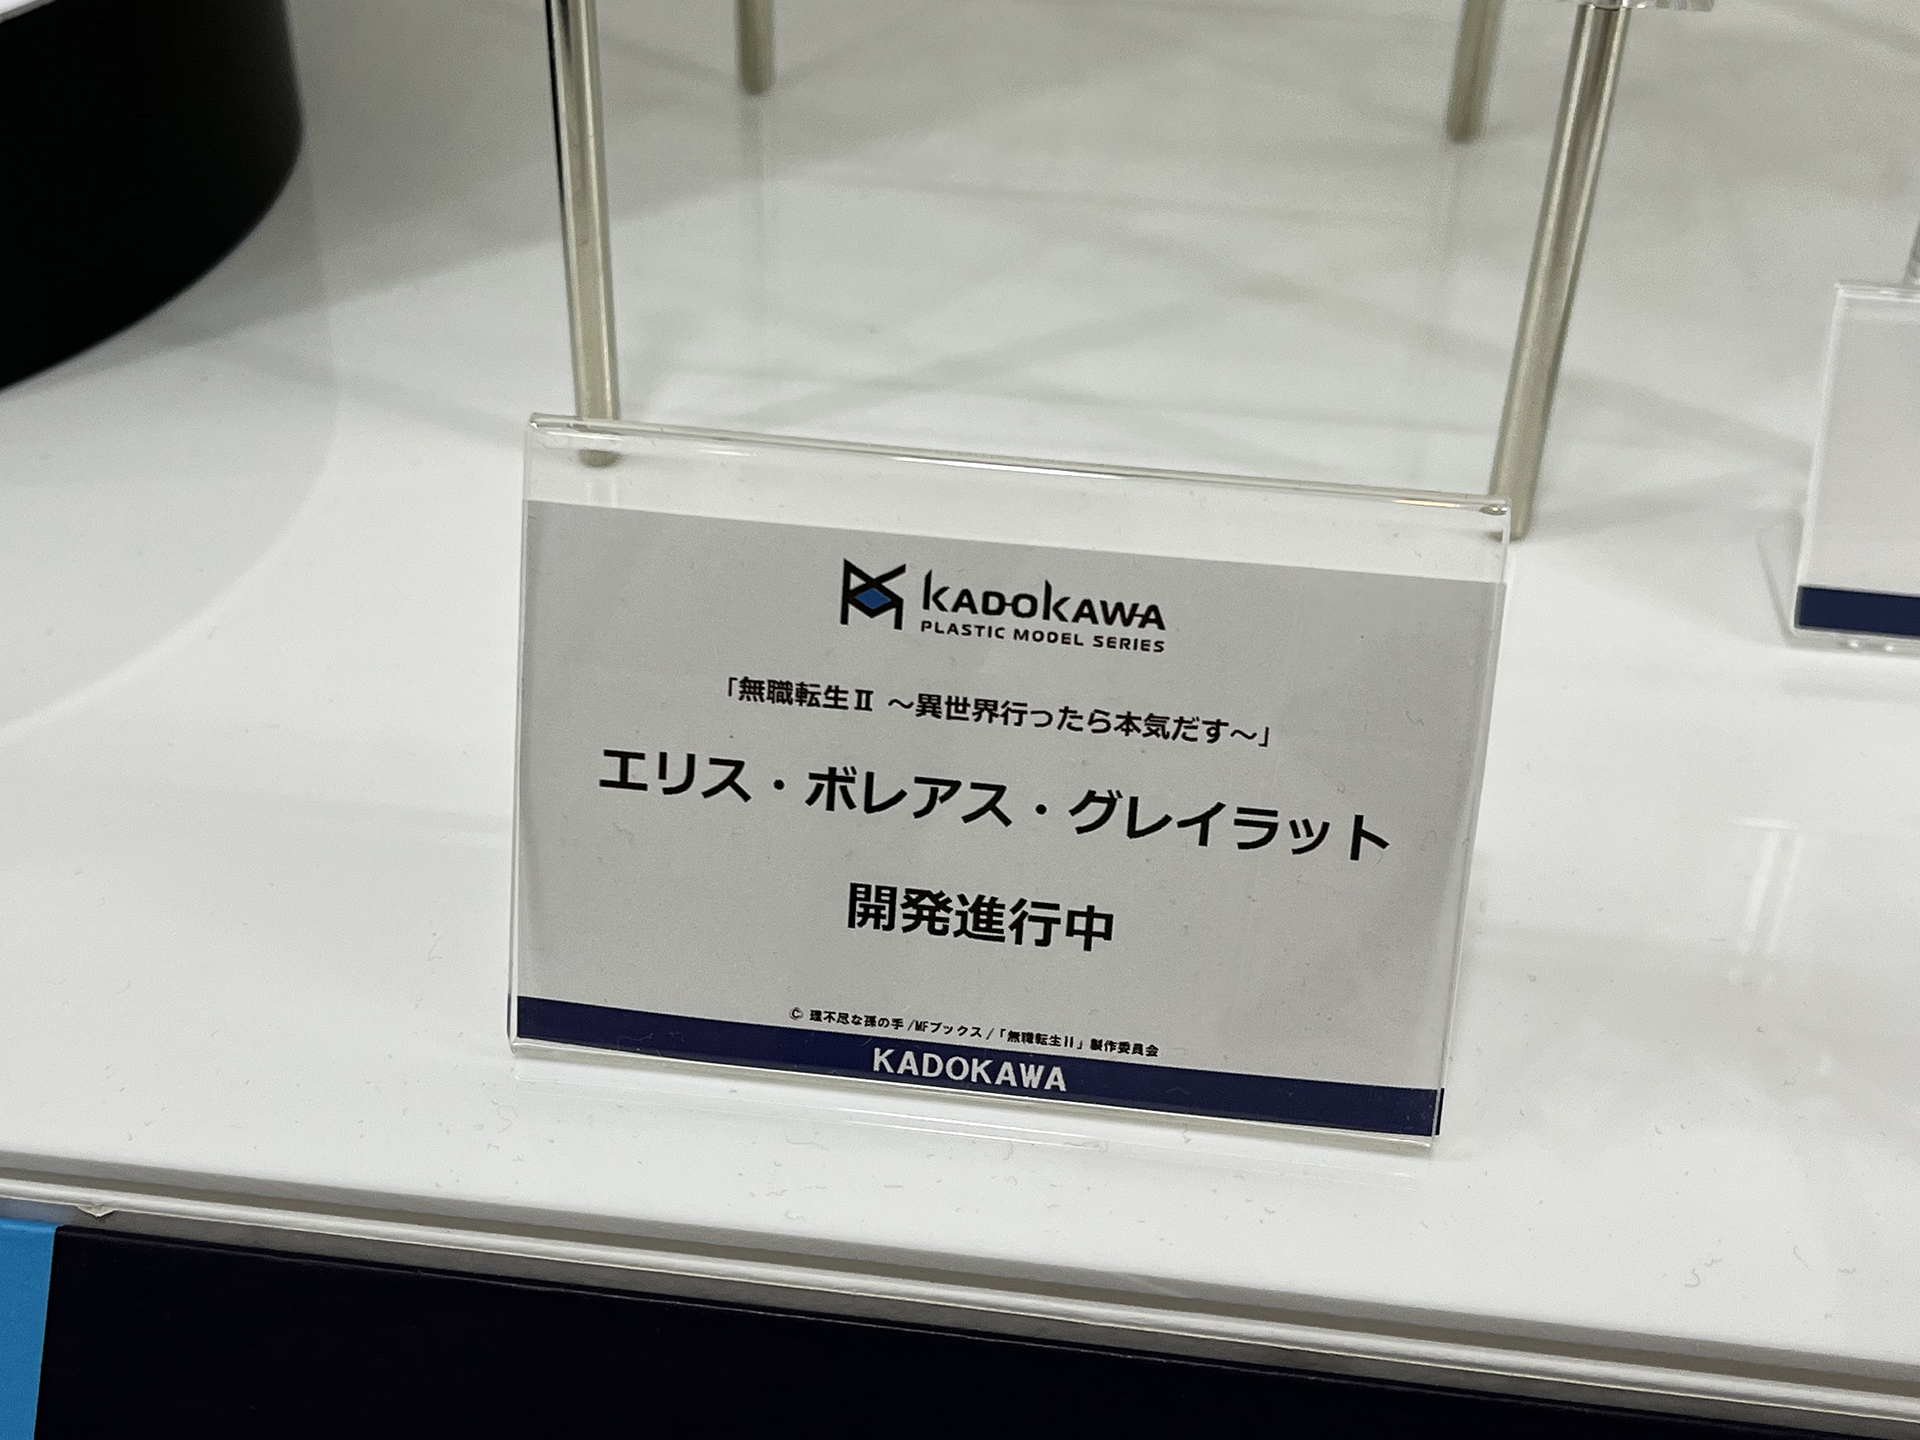 KADOKAWA
PLASTIC MODEL SERIES
「無職転生Ⅱ ～異世界行ったら本気だす～」
エリス・ボレアス・グレイラット
開発進行中
© 理不尽な孫の手/MFブックス/「無職転生Ⅱ」製作委員会
KADOKAWA